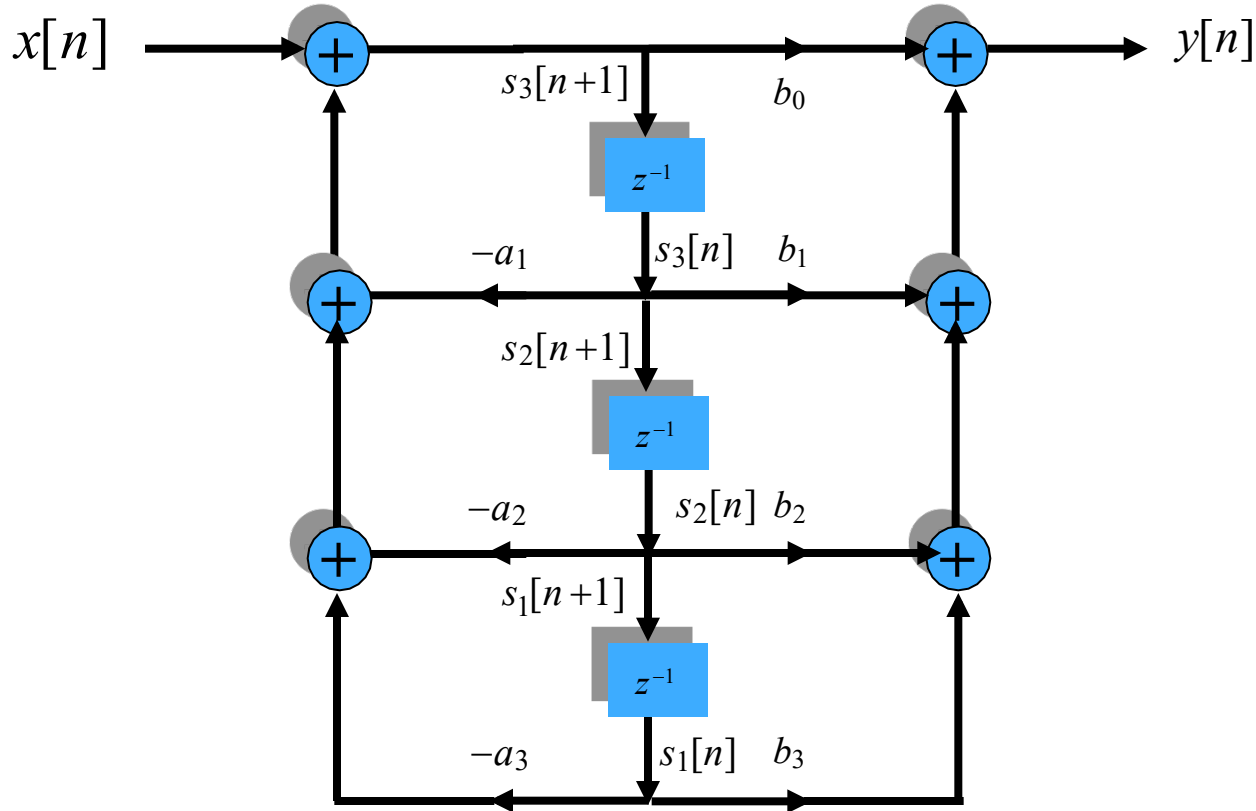 x[n]
+
+
y[n]
s₃[n+1]
b₀
z⁻¹
−a₁
s₃[n]
b₁
+
+
s₂[n+1]
z⁻¹
−a₂
s₂[n]
b₂
+
+
s₁[n+1]
z⁻¹
−a₃
s₁[n]
b₃